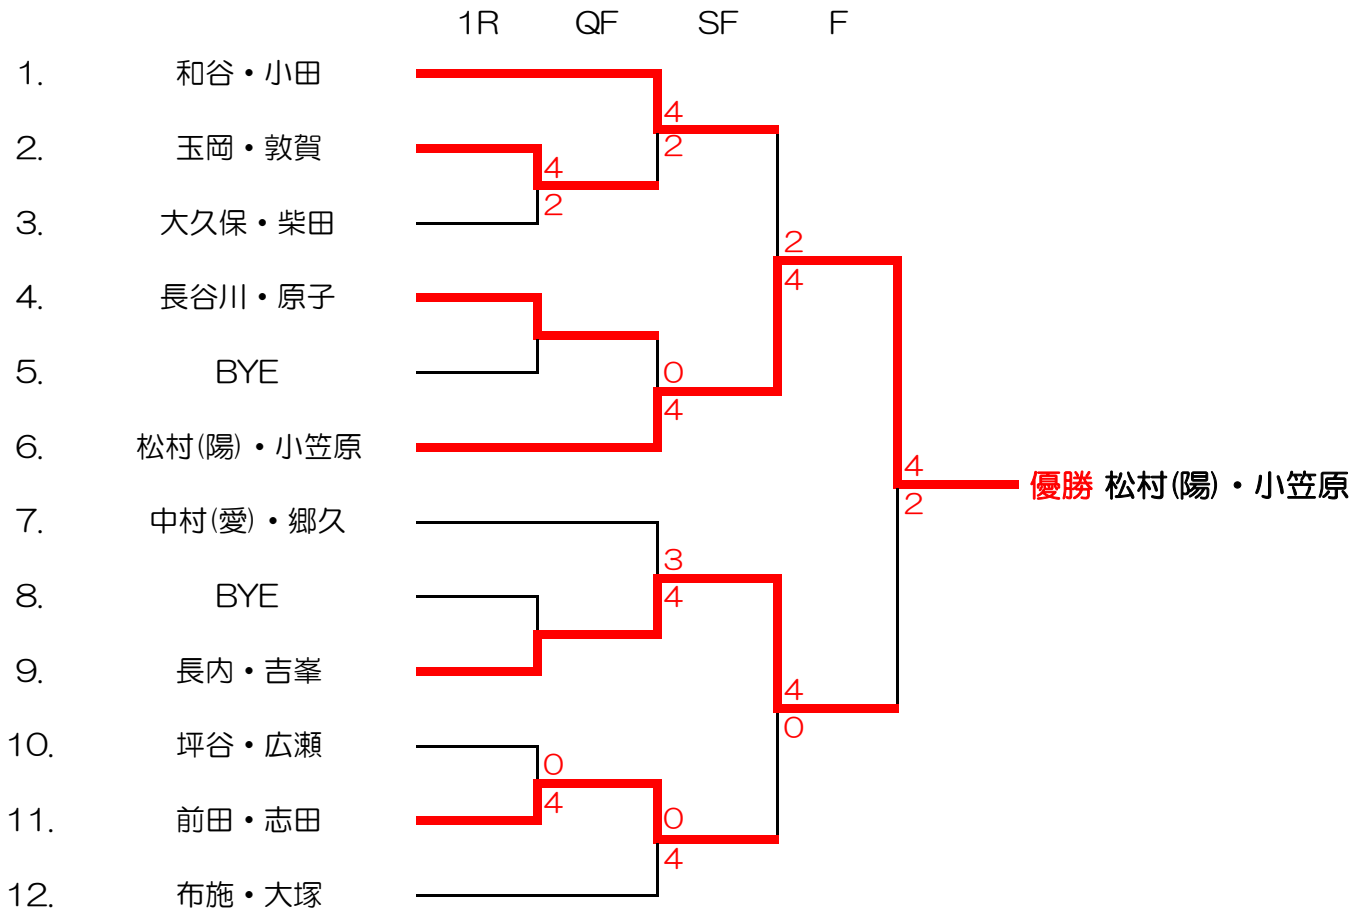 1R QF SF F
1. 和谷・小田
4
2. 玉岡・敦賀
2
4
2
3. 大久保・柴田
2
4
4. 長谷川・原子
5. BYE
0
4
6. 松村(陽)・小笠原
4
優勝 松村(陽)・小笠原
2
7. 中村(愛)・郷久
3
8. BYE
4
9. 長内・吉峯
4
0
10. 坪谷・広瀬
0
4
11. 前田・志田
0
4
12. 布施・大塚